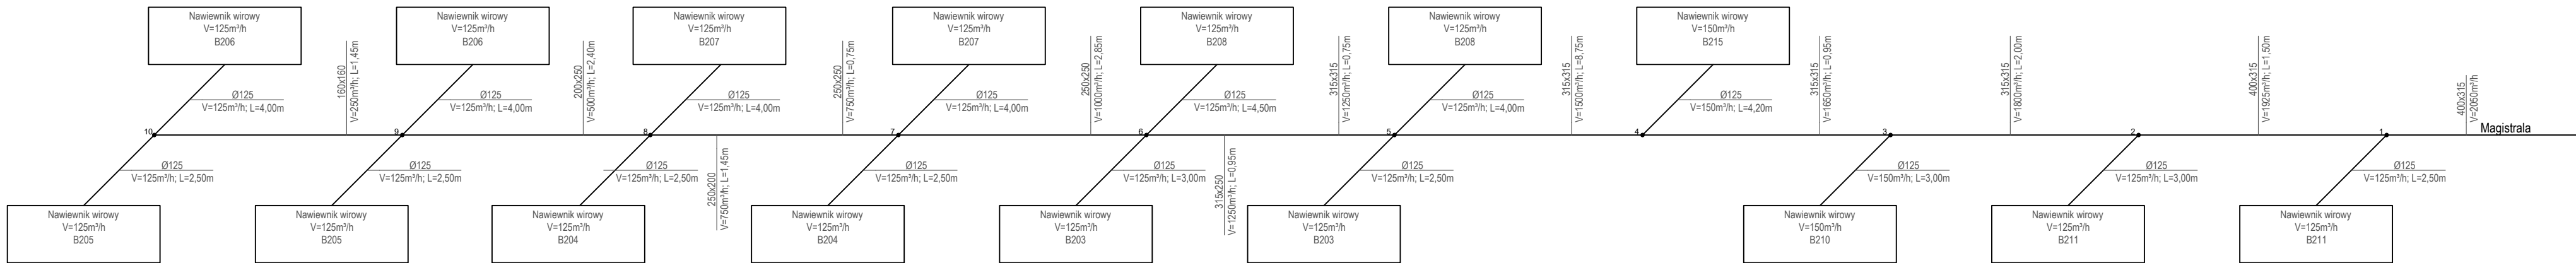 Nawiewnik wirowy
V=125m³/h
B206
Nawiewnik wirowy
V=125m³/h
B206
Nawiewnik wirowy
V=125m³/h
B207
Nawiewnik wirowy
V=125m³/h
B207
Nawiewnik wirowy
V=125m³/h
B208
Nawiewnik wirowy
V=125m³/h
B208
Nawiewnik wirowy
V=150m³/h
B215
160x160
V=250m³/h; L=1,45m
200x250
V=500m³/h; L=2,40m
250x250
V=750m³/h; L=0,75m
250x250
V=1000m³/h; L=2,85m
315x315
V=1250m³/h; L=0,75m
315x315
V=1500m³/h; L=8,75m
315x315
V=1650m³/h; L=0,95m
315x315
V=1800m³/h; L=2,00m
400x315
V=1925m³/h; L=1,50m
400x315
V=2050m³/h
Ø125
V=125m³/h; L=4,00m
Ø125
V=125m³/h; L=4,00m
Ø125
V=125m³/h; L=4,00m
Ø125
V=125m³/h; L=4,00m
Ø125
V=125m³/h; L=4,50m
Ø125
V=125m³/h; L=4,00m
Ø125
V=150m³/h; L=4,20m
10
9
8
7
6
5
4
3
2
1
Magistrala
Ø125
V=125m³/h; L=2,50m
Ø125
V=125m³/h; L=2,50m
Ø125
V=125m³/h; L=2,50m
250x200
V=750m³/h; L=1,45m
Ø125
V=125m³/h; L=2,50m
Ø125
V=125m³/h; L=3,00m
315x250
V=1250m³/h; L=0,95m
Ø125
V=125m³/h; L=2,50m
Ø125
V=150m³/h; L=3,00m
Ø125
V=125m³/h; L=3,00m
Ø125
V=125m³/h; L=2,50m
Nawiewnik wirowy
V=125m³/h
B205
Nawiewnik wirowy
V=125m³/h
B205
Nawiewnik wirowy
V=125m³/h
B204
Nawiewnik wirowy
V=125m³/h
B204
Nawiewnik wirowy
V=125m³/h
B203
Nawiewnik wirowy
V=125m³/h
B203
Nawiewnik wirowy
V=150m³/h
B210
Nawiewnik wirowy
V=125m³/h
B211
Nawiewnik wirowy
V=125m³/h
B211